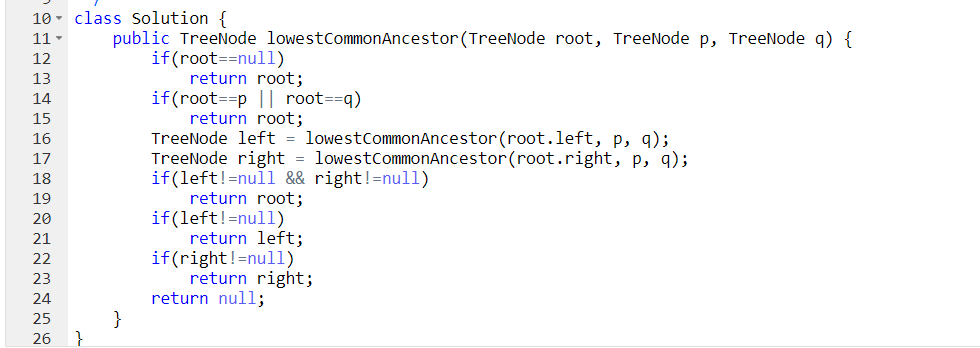 10 class Solution {
11 public TreeNode lowestCommonAncestor(TreeNode root, TreeNode p, TreeNode q) {
12 if(root==null)
13 return root;
14 if(root==p || root==q)
15 return root;
16 TreeNode left = lowestCommonAncestor(root.left, p, q);
17 TreeNode right = lowestCommonAncestor(root.right, p, q);
18 if(left!=null && right!=null)
19 return root;
20 if(left!=null)
21 return left;
22 if(right!=null)
23 return right;
24 return null;
25 }
26 }